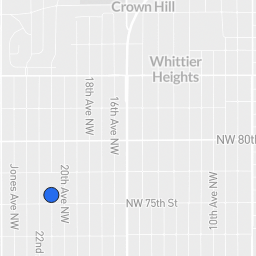 Crown Hill
Whittier
Heights
18th Ave NW
16th Ave NW
NW 80th
20th Ave NW
Jones Ave NW
10th Ave NW
NW 75th St
22nd